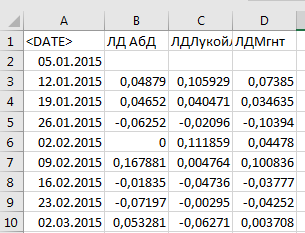 A B C D
1 <DATE> ЛД АбД ЛДЛукойл ЛДМгнт
2 05.01.2015
3 12.01.2015 0,04879 0,105929 0,07385
4 19.01.2015 0,04652 0,040471 0,034635
5 26.01.2015 -0,06252 -0,02096 -0,10394
6 02.02.2015 0 0,111859 0,04478
7 09.02.2015 0,167881 0,004764 0,100836
8 16.02.2015 -0,01835 -0,04736 -0,03777
9 23.02.2015 -0,07197 -0,00295 -0,04252
10 02.03.2015 0,053281 -0,06271 0,003708